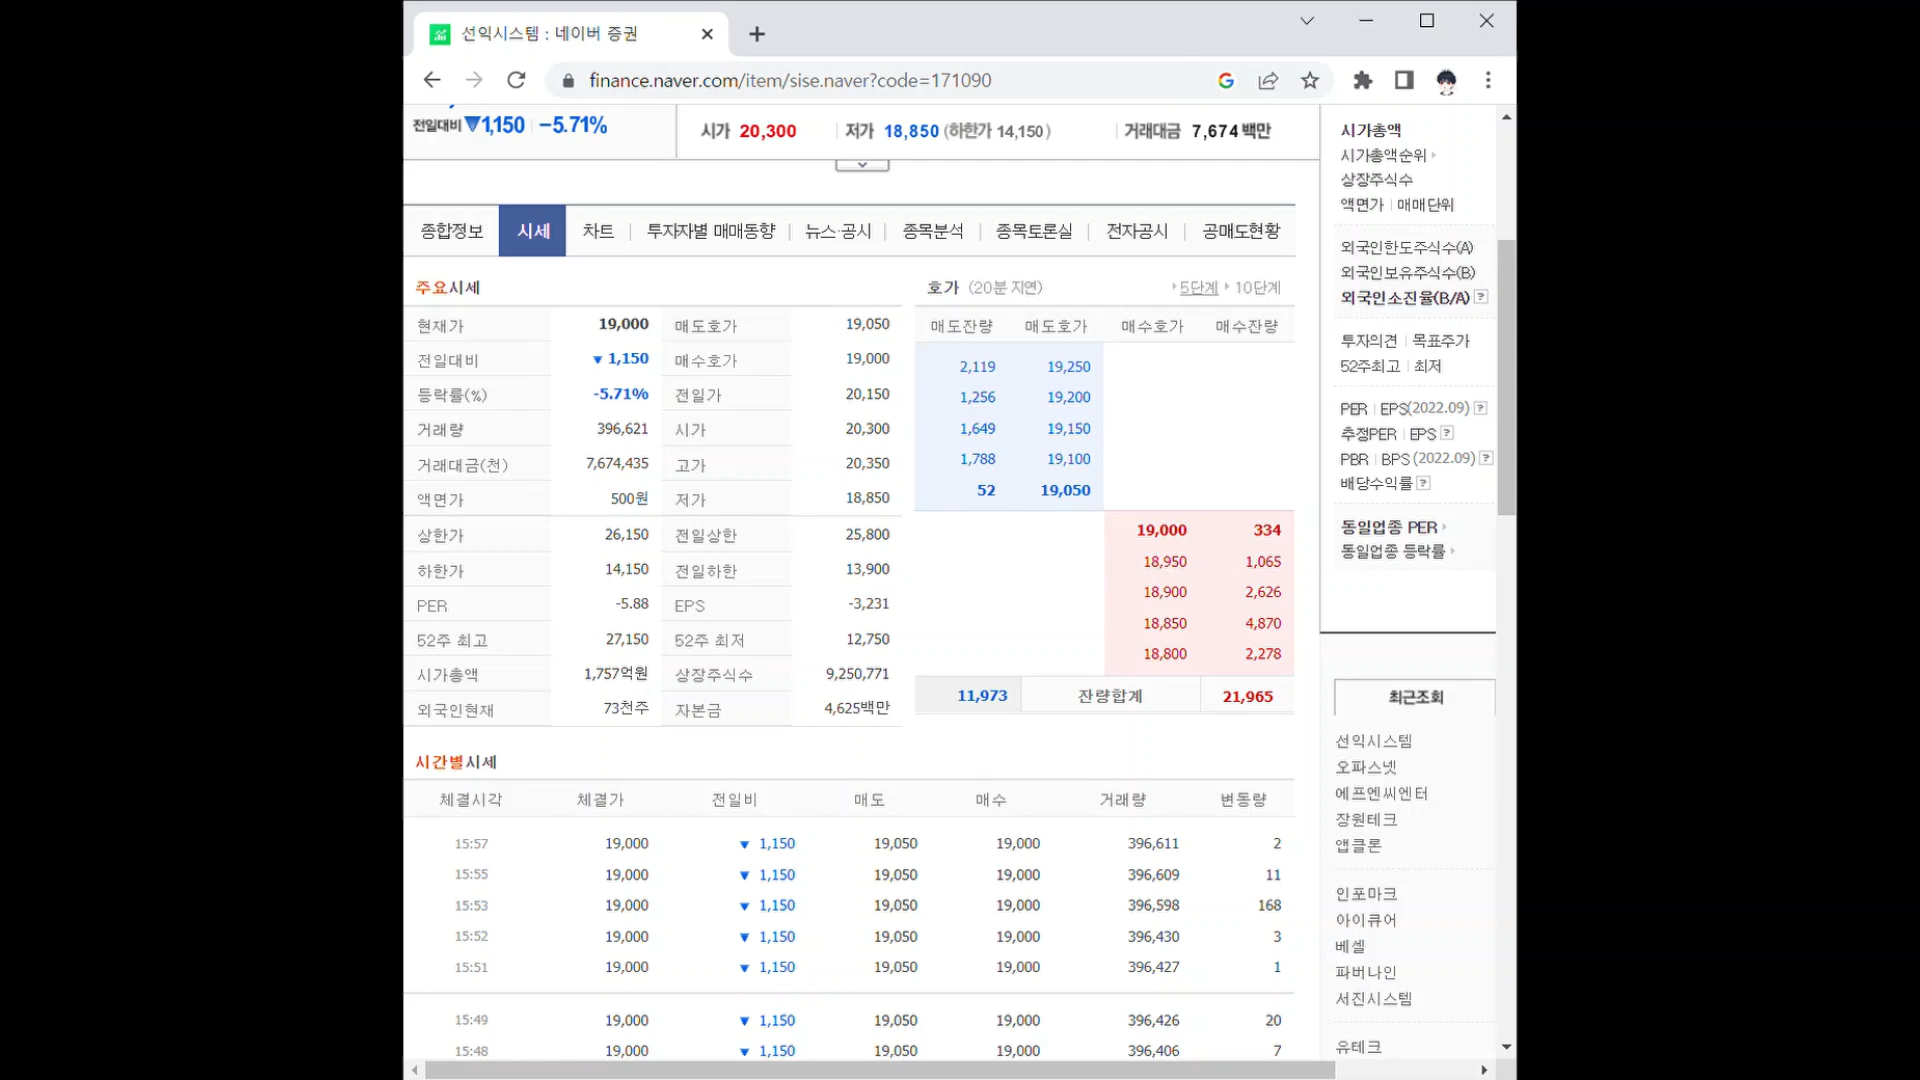 선익시스템 : 네이버 증권
finance.naver.com/item/sise.naver?code=171090
전일대비 ▼1,150 −5.71%
시가 20,300 저가 18,850 (하한가 14,150) 거래대금 7,674 백만
종합정보 시세 차트 투자자별 매매동향 뉴스·공시 종목분석 종목토론실 전자공시 공매도현황
주요시세
현재가 19,000 매도호가 19,050
전일대비 ▼ 1,150 매수호가 19,000
등락률(%) -5.71% 전일가 20,150
거래량 396,621 시가 20,300
거래대금(천) 7,674,435 고가 20,350
액면가 500원 저가 18,850
상한가 26,150 전일상한 25,800
하한가 14,150 전일하한 13,900
PER -5.88 EPS -3,231
52주 최고 27,150 52주 최저 12,750
시가총액 1,757억원 상장주식수 9,250,771
외국인현재 73천주 자본금 4,625백만
호가 (20분 지연) 5단계 10단계
매도잔량 매도호가 매수호가 매수잔량
2,119 19,250
1,256 19,200
1,649 19,150
1,788 19,100
52 19,050
19,000 334
18,950 1,065
18,900 2,626
18,850 4,870
18,800 2,278
11,973 잔량합계 21,965
시간별시세
체결시각 체결가 전일비 매도 매수 거래량 변동량
15:57 19,000 ▼ 1,150 19,050 19,000 396,611 2
15:55 19,000 ▼ 1,150 19,050 19,000 396,609 11
15:53 19,000 ▼ 1,150 19,050 19,000 396,598 168
15:52 19,000 ▼ 1,150 19,050 19,000 396,430 3
15:51 19,000 ▼ 1,150 19,050 19,000 396,427 1
15:49 19,000 ▼ 1,150 19,050 19,000 396,426 20
15:48 19,000 ▼ 1,150 19,050 19,000 396,406 7
시가총액
시가총액순위
상장주식수
액면가 | 매매단위
외국인한도주식수(A)
외국인보유주식수(B)
외국인소진율(B/A) ?
투자의견 | 목표주가
52주최고 | 최저
PER | EPS(2022.09) ?
추정PER | EPS ?
PBR | BPS (2022.09) ?
배당수익률 ?
동일업종 PER
동일업종 등락률
최근조회
선익시스템
오파스넷
에프엔씨엔터
장원테크
앱클론
인포마크
아이큐어
베셀
파버나인
서진시스템
유테크